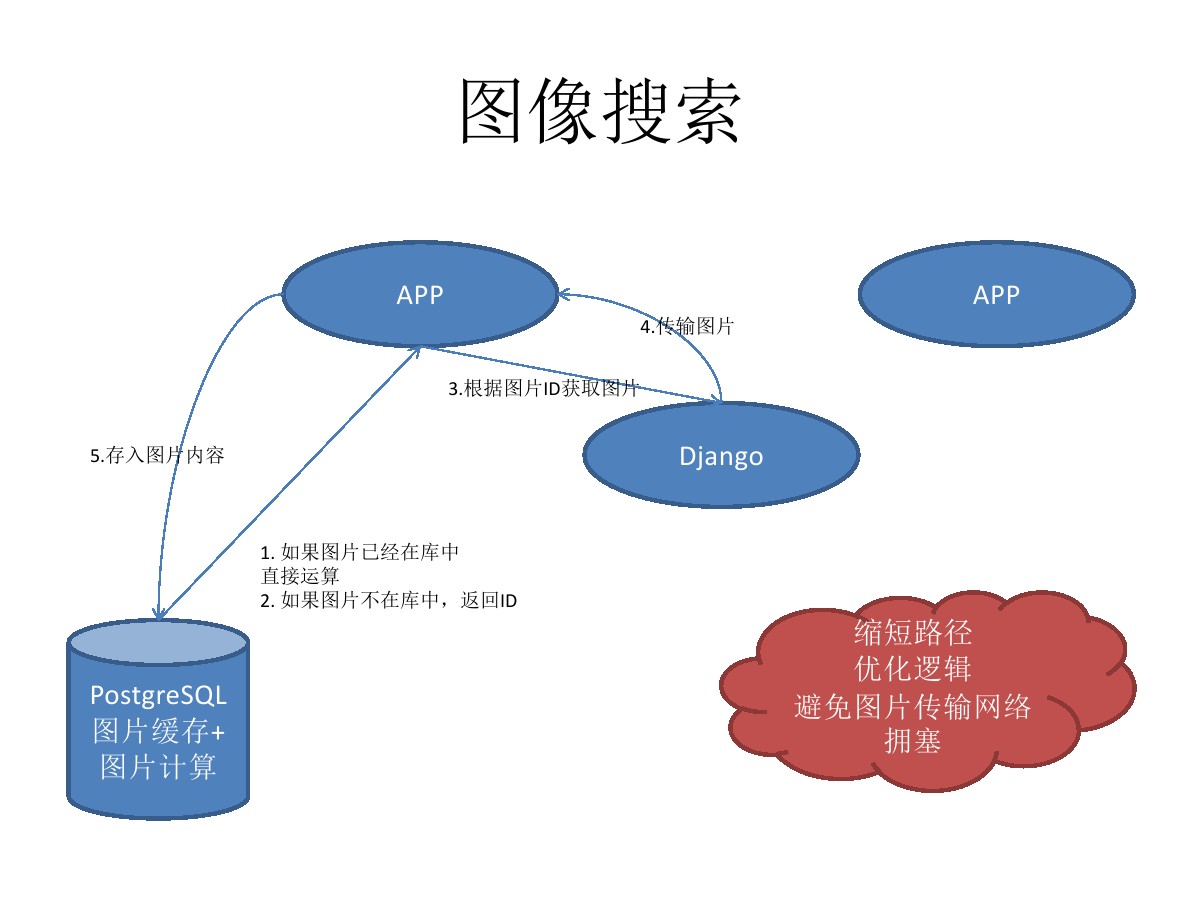 图像搜索
APP
APP
4.传输图片
3.根据图片ID获取图片
Django
5.存入图片内容
1. 如果图片已经在库中
直接运算
2. 如果图片不在库中，返回ID
缩短路径
优化逻辑
避免图片传输网络
拥塞
PostgreSQL
图片缓存+
图片计算